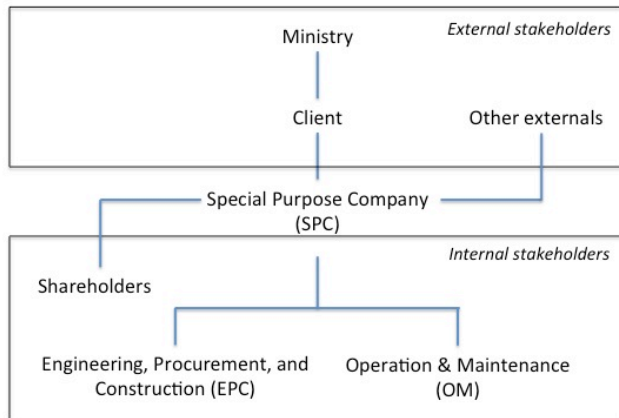 External stakeholders
Ministry
Client
Other externals
Special Purpose Company
(SPC)
Internal stakeholders
Shareholders
Engineering, Procurement, and
Construction (EPC)
Operation & Maintenance
(OM)